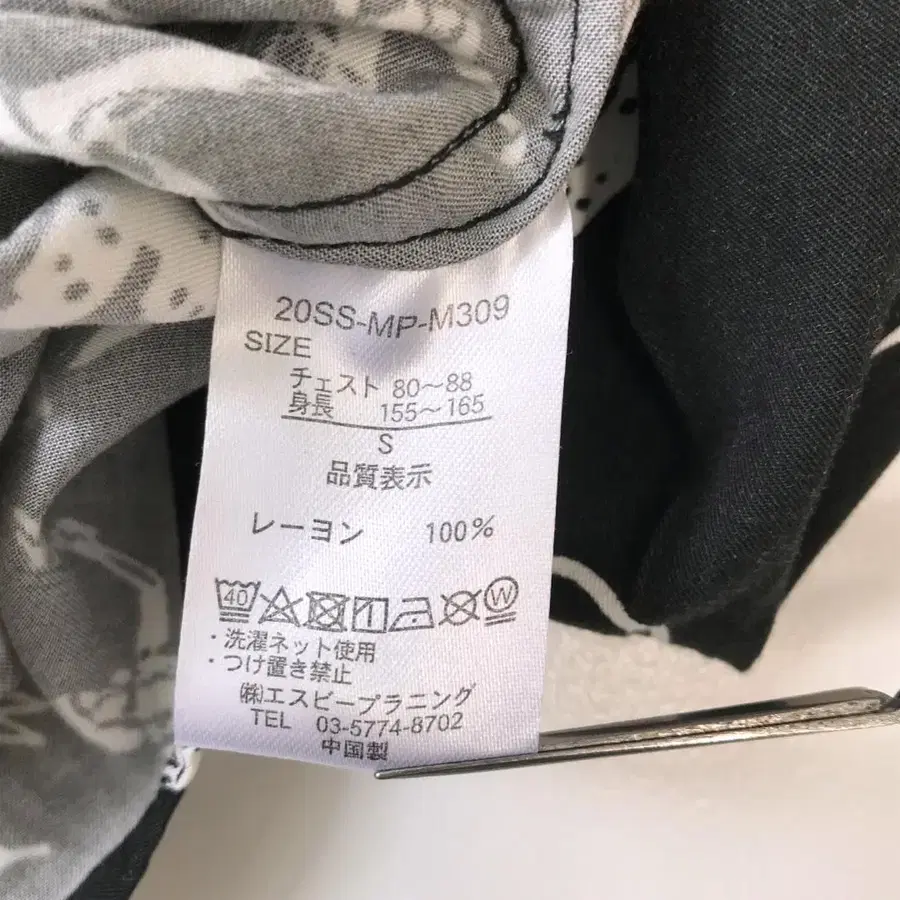 20SS-MP-M309
SIZE
チェスト 80～88
身長 155～165
S
品質表示
レーヨン 100%
40 W
・洗濯ネット使用
・つけ置き禁止
㈱エスピープラニング
TEL 03-5774-8702
中国製